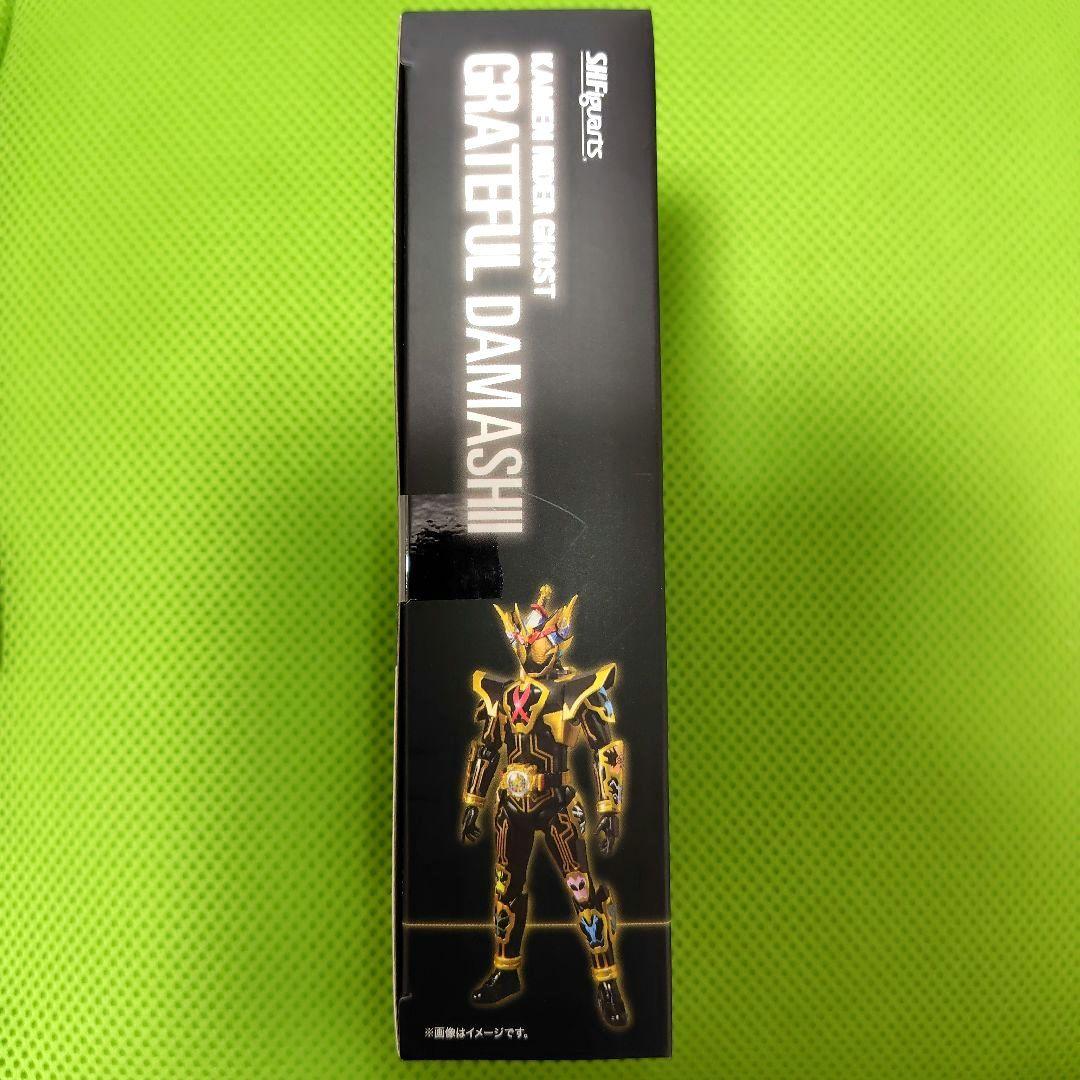 S.H.Figuarts
KAMEN RIDER GHOST
GRATEFUL DAMASHII
※画像はイメージです。